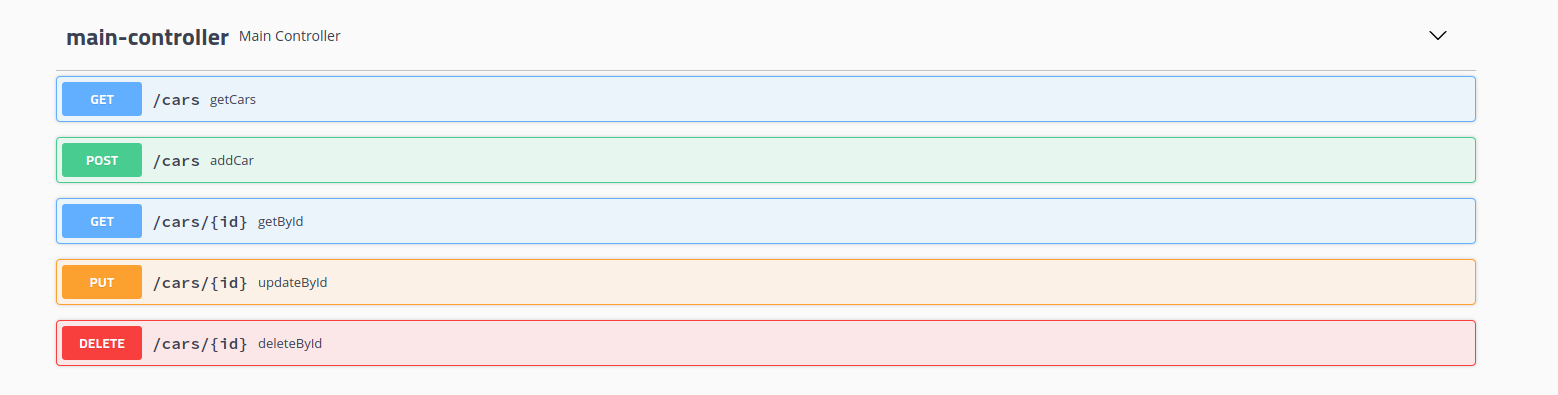 main-controller Main Controller
GET /cars getCars
POST /cars addCar
GET /cars/{id} getById
PUT /cars/{id} updateById
DELETE /cars/{id} deleteById